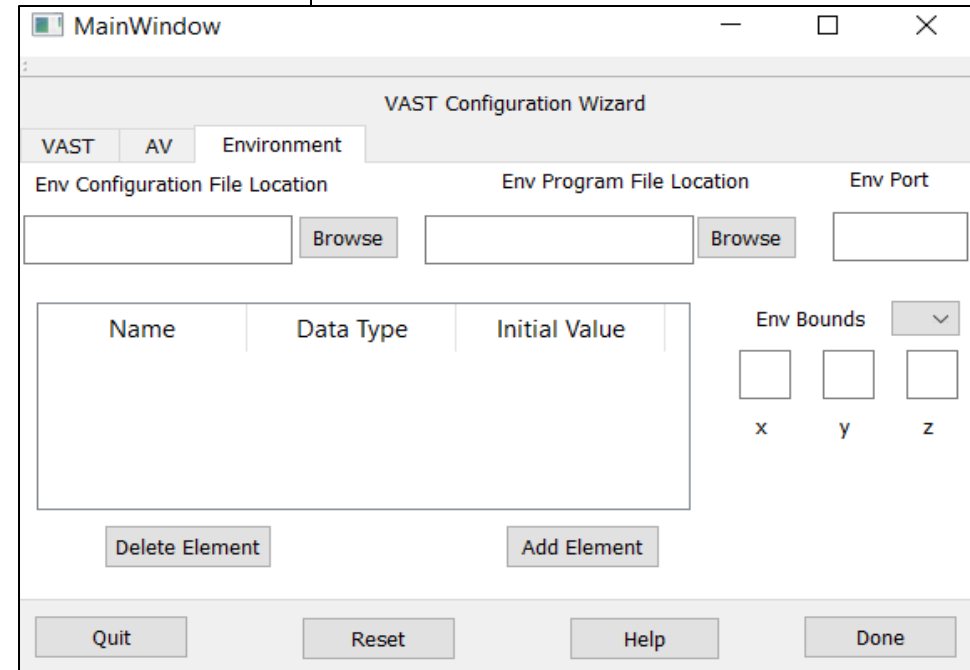 MainWindow
VAST Configuration Wizard
VAST AV Environment
Env Configuration File Location Env Program File Location Env Port
Browse Browse
Name Data Type Initial Value Env Bounds
x y z
Delete Element Add Element
Quit Reset Help Done